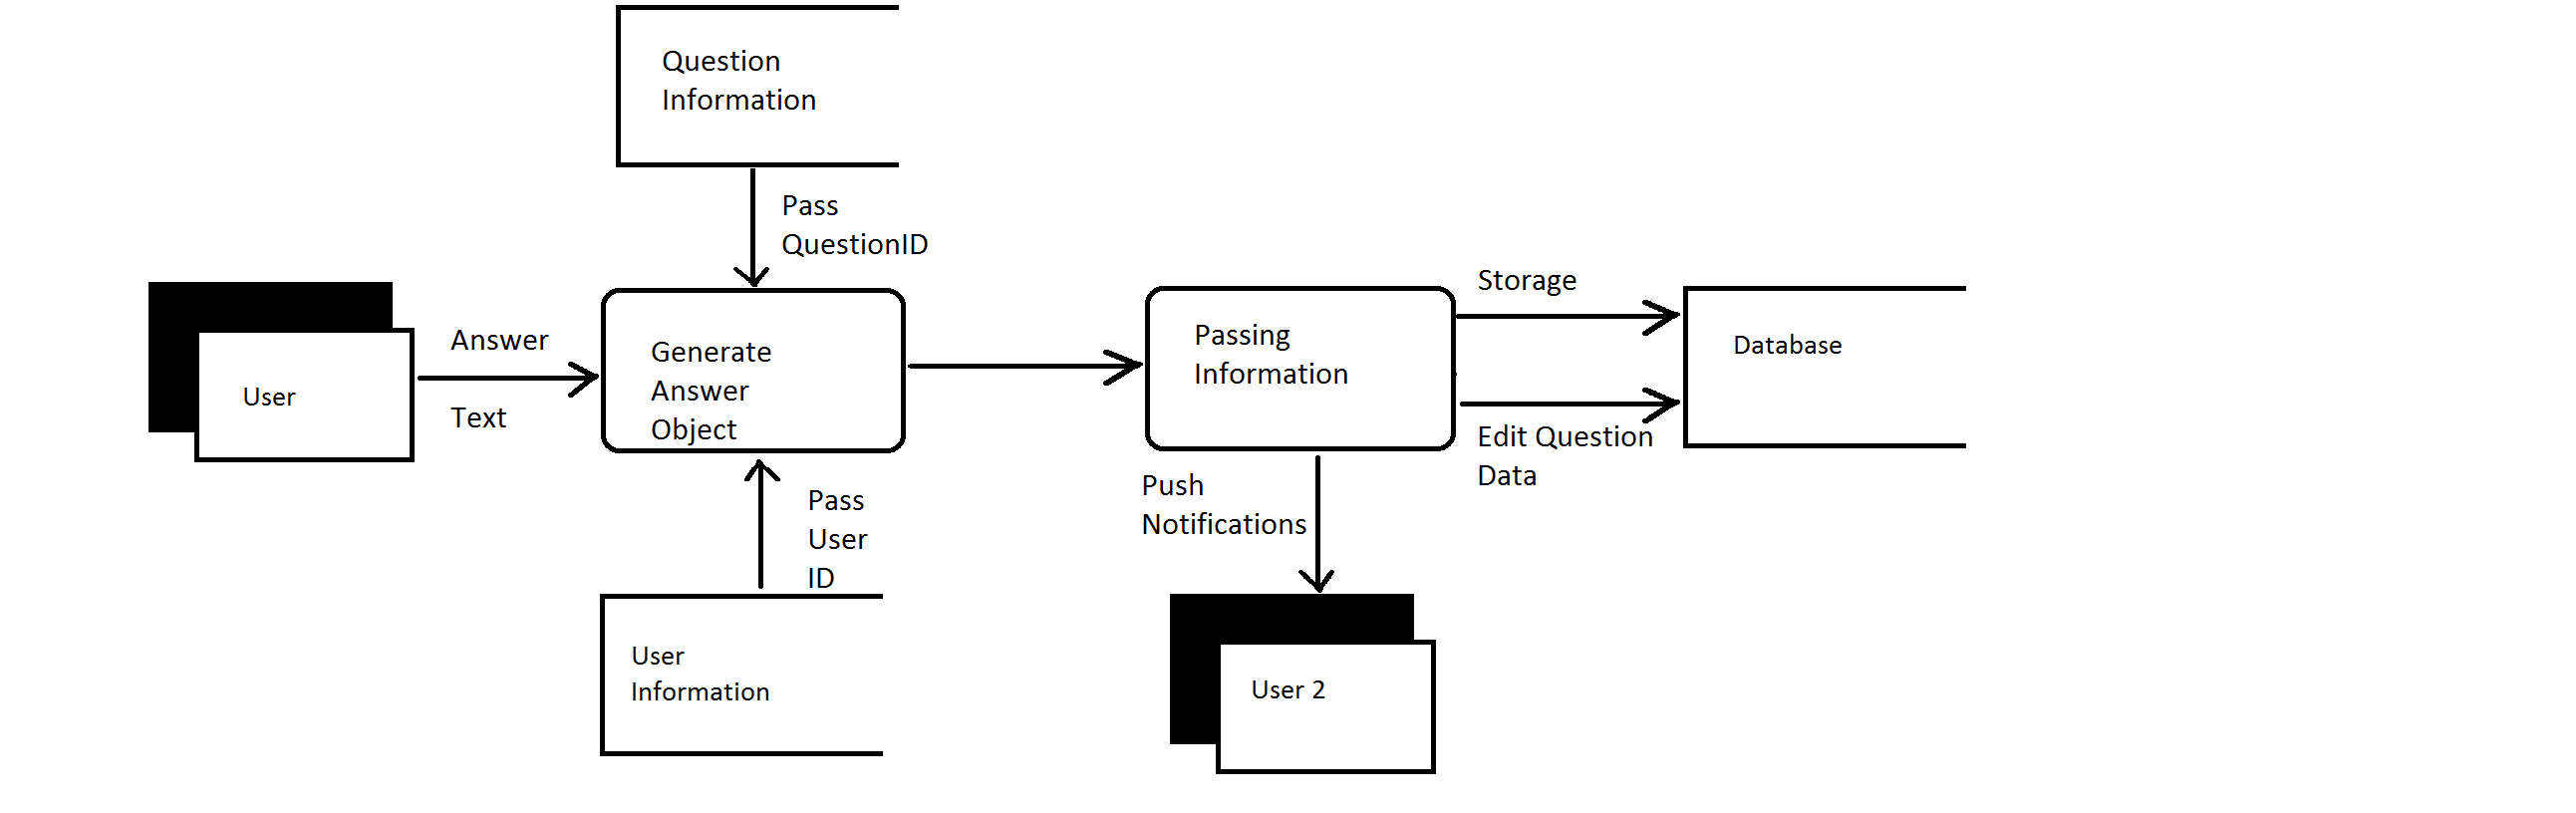 Question
Information
Pass
QuestionID
Answer
Text
User
Generate
Answer
Object
Pass
User
ID
User
Information
Passing
Information
Storage
Edit Question
Data
Database
Push
Notifications
User 2